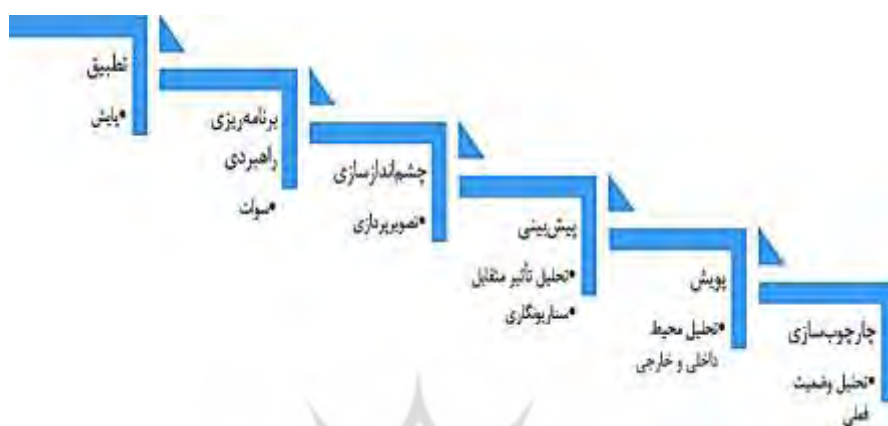 تطبیق
•پایش
برنامه‌ریزی
راهبردی
•سوات
چشم‌اندازسازی
•تصویرپردازی
پیش‌بینی
•تحلیل تأثیر متقابل
•سناریونگاری
پویش
•تحلیل محیط
داخلی و خارجی
چارچوب‌سازی
•تحلیل وضعیت
فعلی